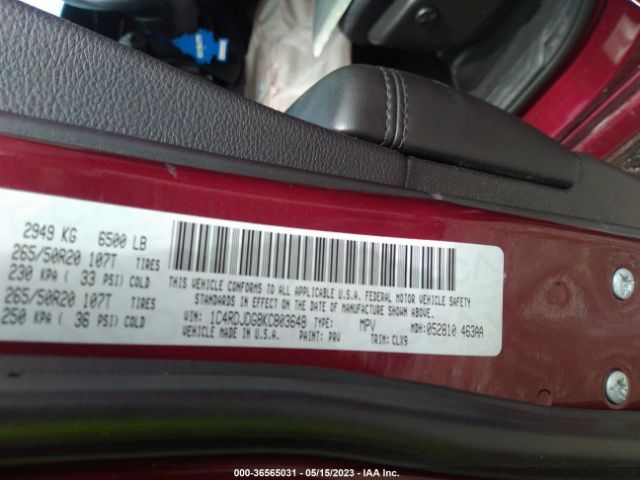 2949 KG 6500 LB
265/50R20 107T TIRES
230 KPA ( 33 PSI) COLD
265/50R20 107T TIRES
250 KPA ( 36 PSI) COLD
THIS VEHICLE CONFORMS TO ALL APPLICABLE U.S.A. FEDERAL MOTOR VEHICLE SAFETY
STANDARDS IN EFFECT ON THE DATE OF MANUFACTURE SHOWN ABOVE.
VIN: 1C4RDJDG8KC803648 TYPE: MPV MDH: 052810 463AA
VEHICLE MADE IN U.S.A. PAINT: PRV TRIM: CLX9
000-36565031 - 05/15/2023 - IAA Inc.